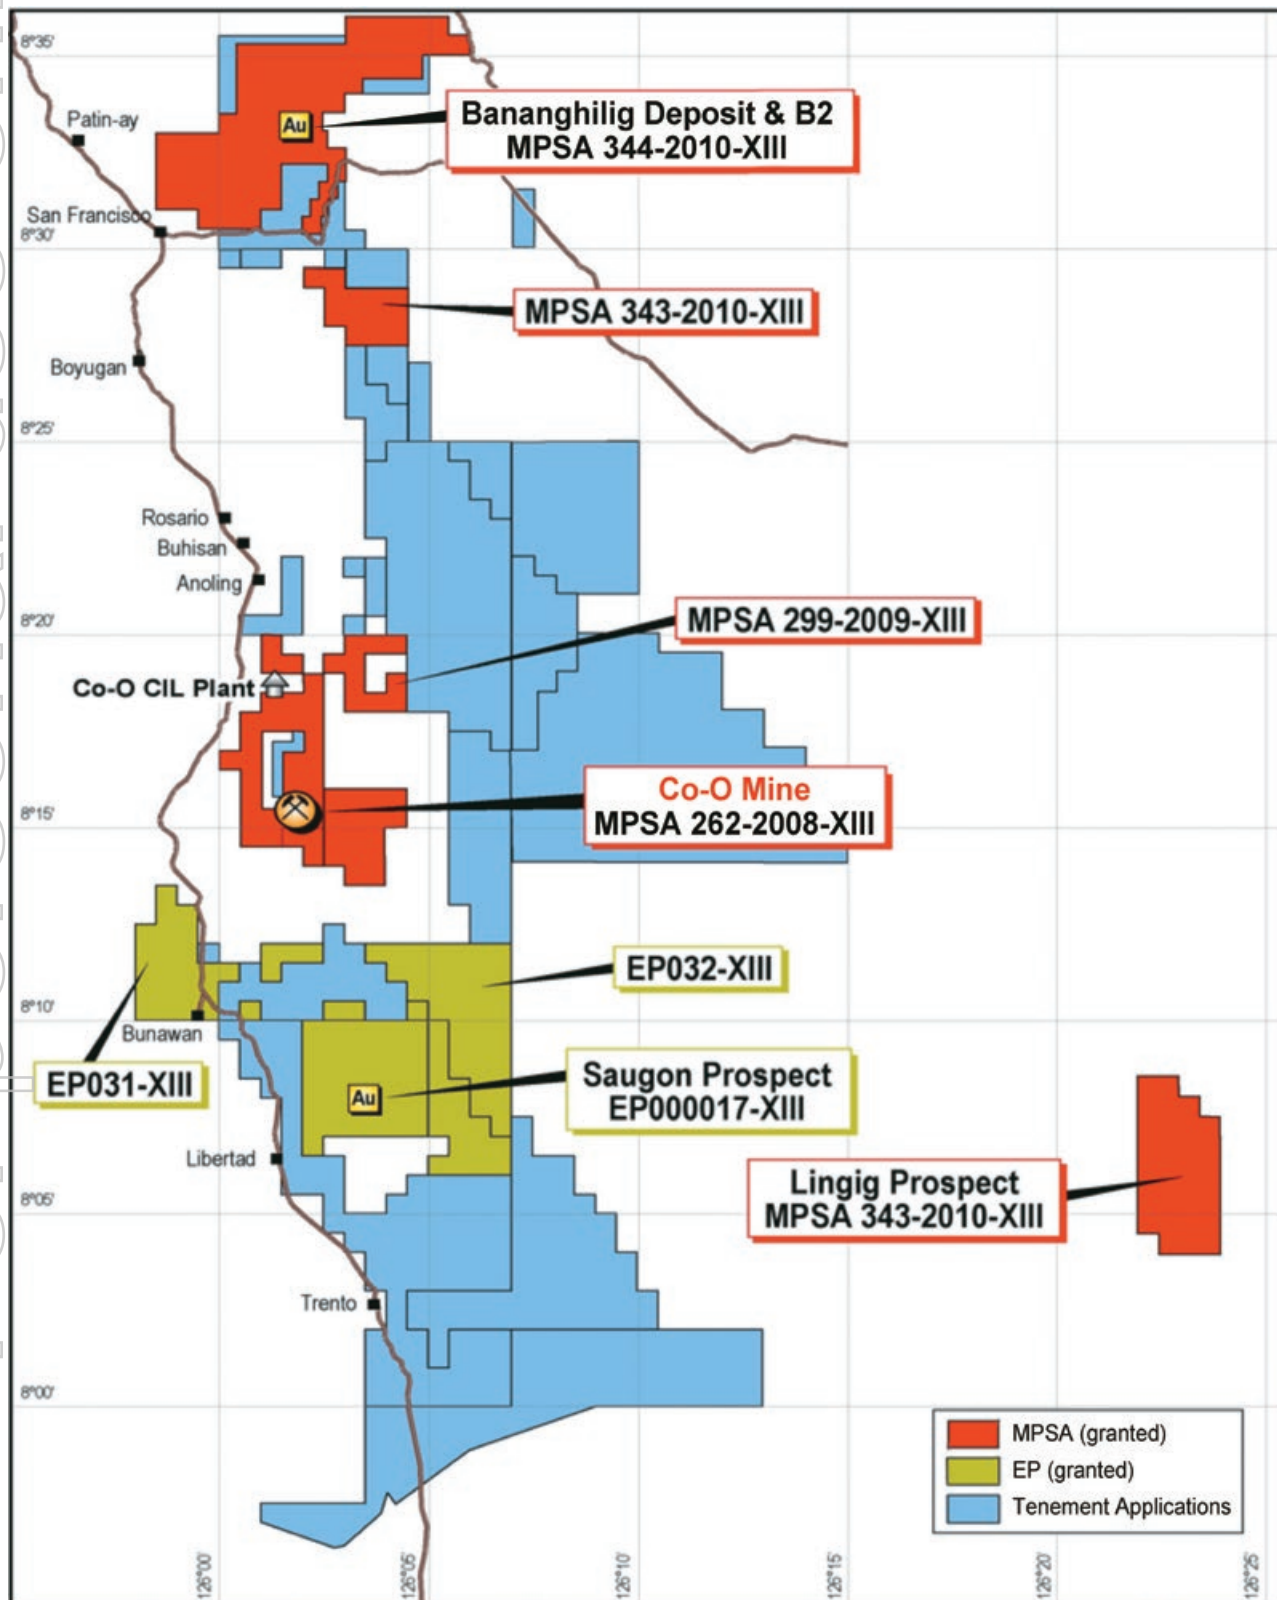 8°35'
Patin-ay
Au
Bananghilig Deposit & B2
MPSA 344-2010-XIII
San Francisco
8°30'
MPSA 343-2010-XIII
Boyugan
8°25'
Rosario
Buhisan
Anoling
8°20'
MPSA 299-2009-XIII
Co-O CIL Plant
Co-O Mine
MPSA 262-2008-XIII
8°15'
EP032-XIII
8°10'
Bunawan
EP031-XIII
Saugon Prospect
EP000017-XIII
Au
Libertad
Lingig Prospect
MPSA 343-2010-XIII
8°05'
Trento
8°00'
MPSA (granted)
EP (granted)
Tenement Applications
126°00'
126°05'
126°10'
126°15'
126°20'
126°25'